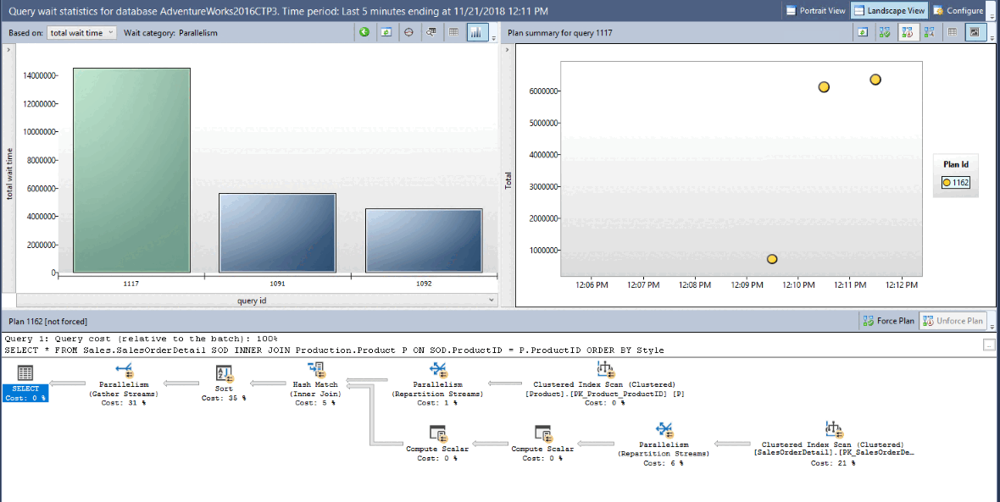 Query wait statistics for database AdventureWorks2016CTP3. Time period: Last 5 minutes ending at 11/21/2018 12:11 PM
Portrait View Landscape View Configure
Based on: total wait time Wait category: Parallelism
14000000
12000000
10000000
8000000
6000000
4000000
2000000
0
total wait time
1117 1091 1092
query id
Plan summary for query 1117
6000000
5000000
4000000
3000000
2000000
1000000
Total
12:06 PM 12:07 PM 12:08 PM 12:09 PM 12:10 PM 12:11 PM 12:12 PM
Plan Id
1162
Plan 1162 [not forced]
Force Plan Unforce Plan
Query 1: Query cost (relative to the batch): 100%
SELECT * FROM Sales.SalesOrderDetail SOD INNER JOIN Production.Product P ON SOD.ProductID = P.ProductID ORDER BY Style
...
SELECT
Cost: 0 %
Parallelism
(Gather Streams)
Cost: 31 %
Sort
Cost: 35 %
Hash Match
(Inner Join)
Cost: 5 %
Parallelism
(Repartition Streams)
Cost: 1 %
Clustered Index Scan (Clustered)
[Product].[PK_Product_ProductID] [P]
Cost: 0 %
Compute Scalar
Cost: 0 %
Compute Scalar
Cost: 0 %
Parallelism
(Repartition Streams)
Cost: 6 %
Clustered Index Scan (Clustered)
[SalesOrderDetail].[PK_SalesOrderDe…
Cost: 21 %